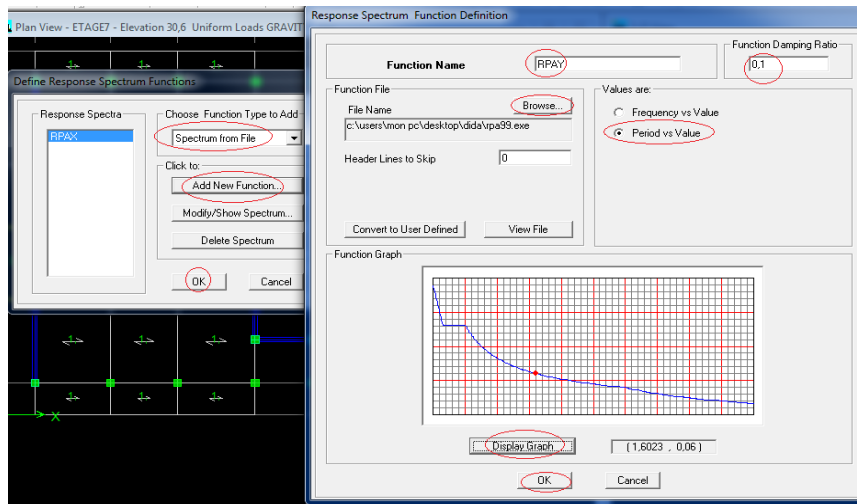 Plan View - ETAGE7 - Elevation 30,6 Uniform Loads GRAVIT
Define Response Spectrum Functions
Response Spectra
RPAX
Choose Function Type to Add
Spectrum from File
Click to:
Add New Function...
Modify/Show Spectrum...
Delete Spectrum
OK
Cancel
X
Response Spectrum Function Definition
Function Name
RPAY
Function Damping Ratio
0,1
Function File
File Name
Browse...
c:\users\mon pc\desktop\dida\rpa99.exe
Header Lines to Skip
0
Convert to User Defined
View File
Values are:
Frequency vs Value
Period vs Value
Function Graph
Display Graph
( 1,6023 , 0,06 )
OK
Cancel